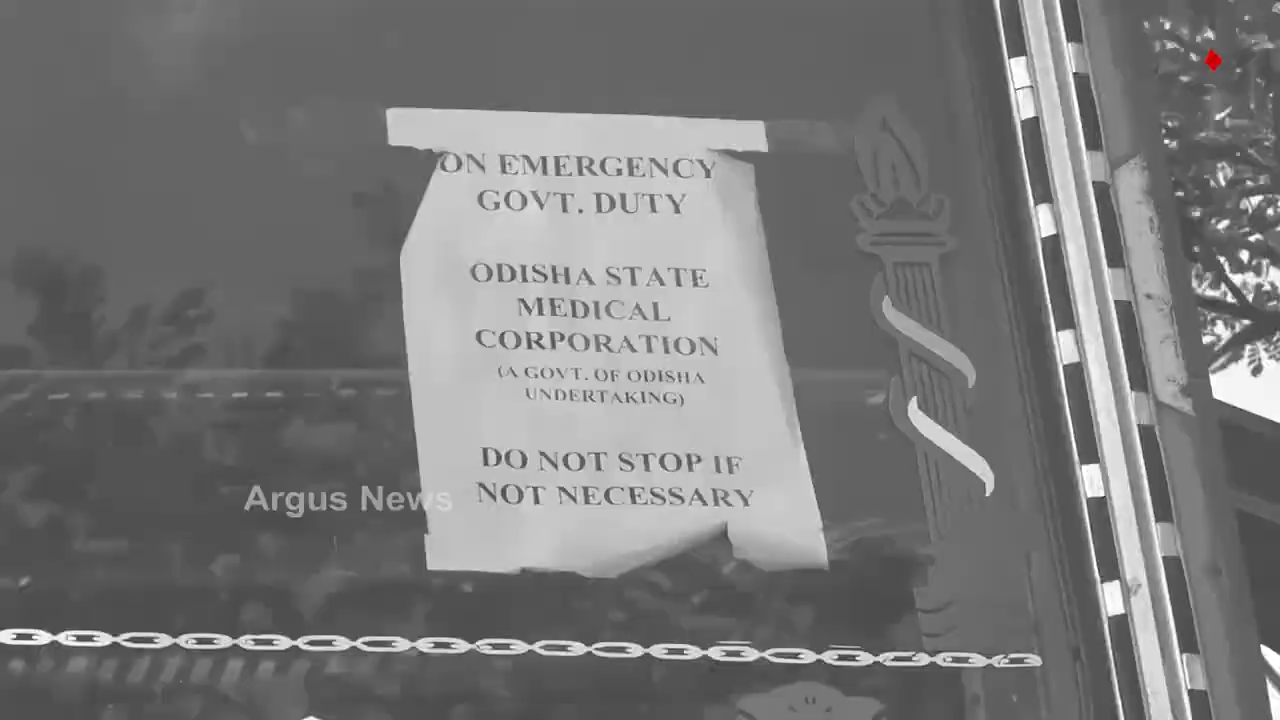 ON EMERGENCY
GOVT. DUTY
ODISHA STATE
MEDICAL
CORPORATION
(A GOVT. OF ODISHA
UNDERTAKING)
DO NOT STOP IF
NOT NECESSARY
Argus News